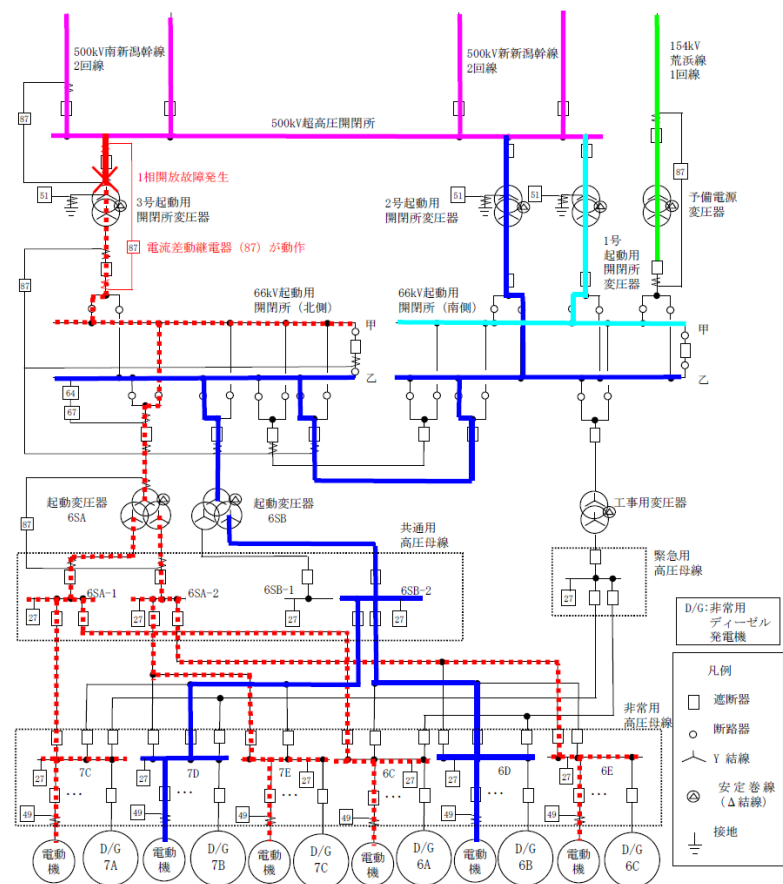 500kV南新潟幹線
2回線
500kV新新潟幹線
2回線
154kV
荒浜線
1回線
87
500kV超高圧開閉所
1相開放故障発生
87
51
3号起動用
開閉所変圧器
51
2号起動用
開閉所変圧器
51
予備電源
変圧器
87
電流差動継電器(87)が動作
87
1号
起動用
開閉所
変圧器
66kV起動用
開閉所(北側)
66kV起動用
開閉所(南側)
甲
甲
乙
乙
64
67
起動変圧器
6SA
起動変圧器
6SB
工事用変圧器
87
共通用
高圧母線
緊急用
高圧母線
6SA-1
6SA-2
6SB-1
6SB-2
27
27
27
27
27
D/G:非常用
ディーゼル
発電機
非常用
高圧母線
7C
7D
7E
6C
6D
6E
27
27
27
27
27
27
…
…
…
…
…
…
49
49
49
49
49
49
電動
機
D/G
7A
電動
機
D/G
7B
電動
機
D/G
7C
電動
機
D/G
6A
電動
機
D/G
6B
電動
機
D/G
6C
凡例
遮断器
断路器
Y結線
安定巻線
(Δ結線)
接地